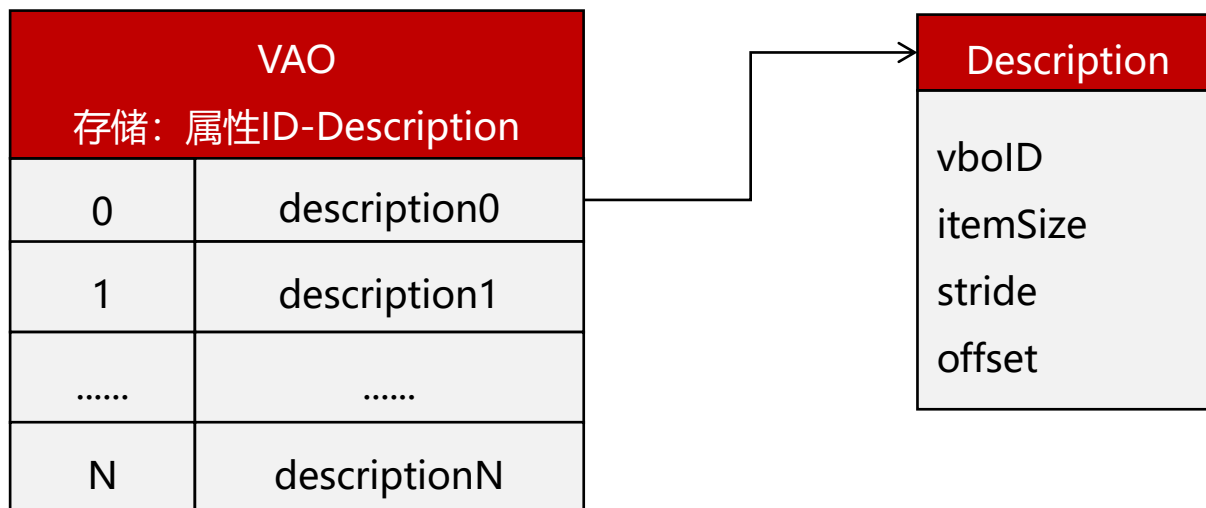 VAO
存储：属性ID-Description
0
description0
1
description1
......
......
N
descriptionN
Description
vboID
itemSize
stride
offset